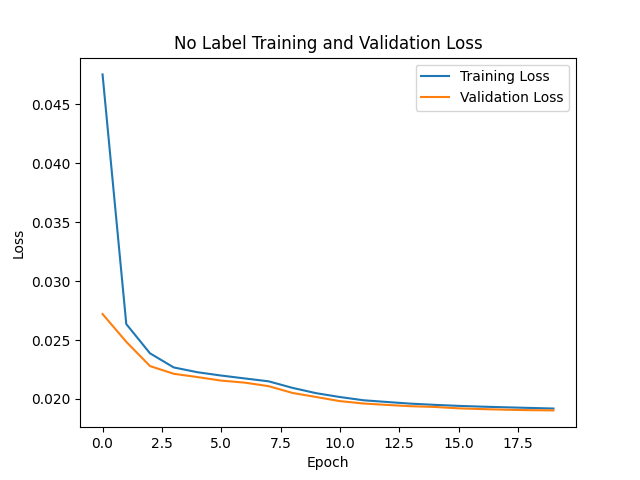 No Label Training and Validation Loss
Training Loss
Validation Loss
0.045
0.040
0.035
0.030
0.025
0.020
Loss
0.0 2.5 5.0 7.5 10.0 12.5 15.0 17.5
Epoch